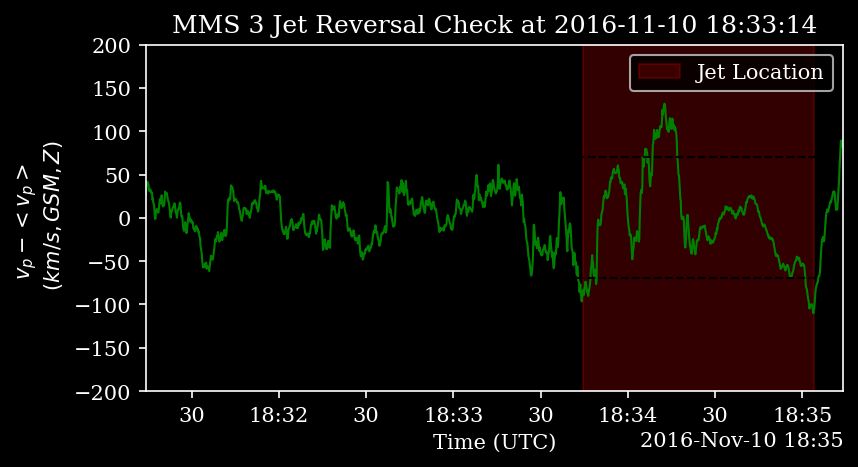 MMS 3 Jet Reversal Check at 2016-11-10 18:33:14
Jet Location
200
150
100
50
0
−50
−100
−150
−200
v_p − < v_p >
(km/s, GSM, Z)
30 18:32 30 18:33 30 18:34 30 18:35
Time (UTC)
2016-Nov-10 18:35